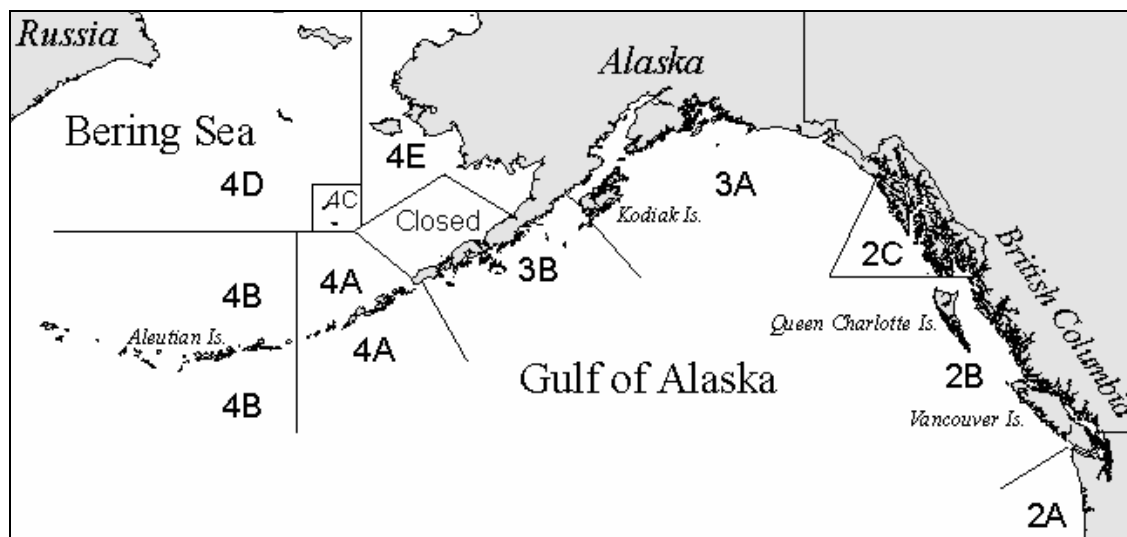 Russia
Alaska
Bering Sea
4E
4D
3A
4C
Closed
Kodiak Is.
2C
British Columbia
3B
4A
4B
Queen Charlotte Is.
Aleutian Is.
4A
Gulf of Alaska
2B
4B
Vancouver Is.
2A